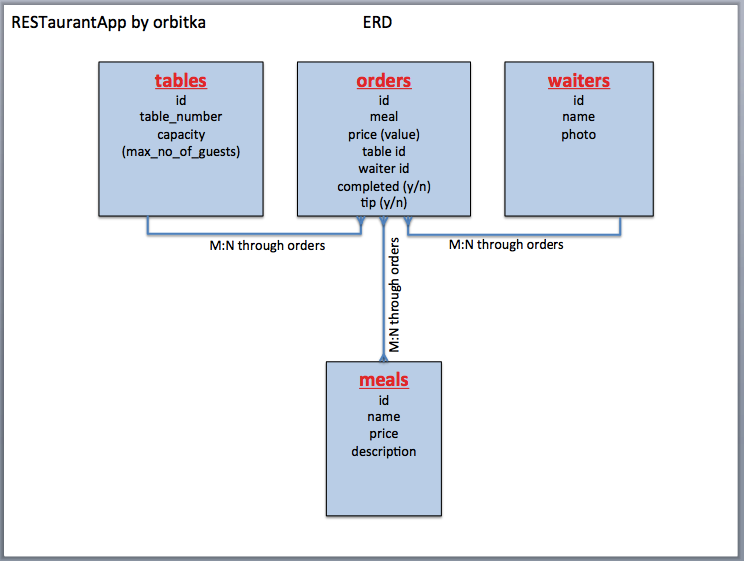 RESTaurantApp by orbitka
ERD
tables
id
table_number
capacity
(max_no_of_guests)
orders
id
meal
price (value)
table id
waiter id
completed (y/n)
tip (y/n)
waiters
id
name
photo
M:N through orders
M:N through orders
M:N through orders
meals
id
name
price
description